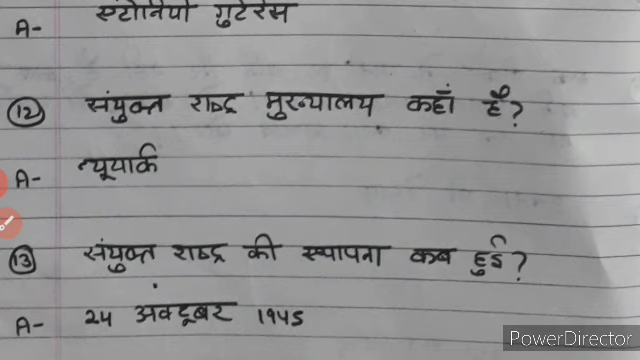 A- एंटोनियो गुटेरेस
12 संयुक्त राष्ट्र मुख्यालय कहाँ है?
A- न्यूयार्क
13 संयुक्त राष्ट्र की स्थापना कब हुई?
A- 24 अक्टूबर 1945
PowerDirector